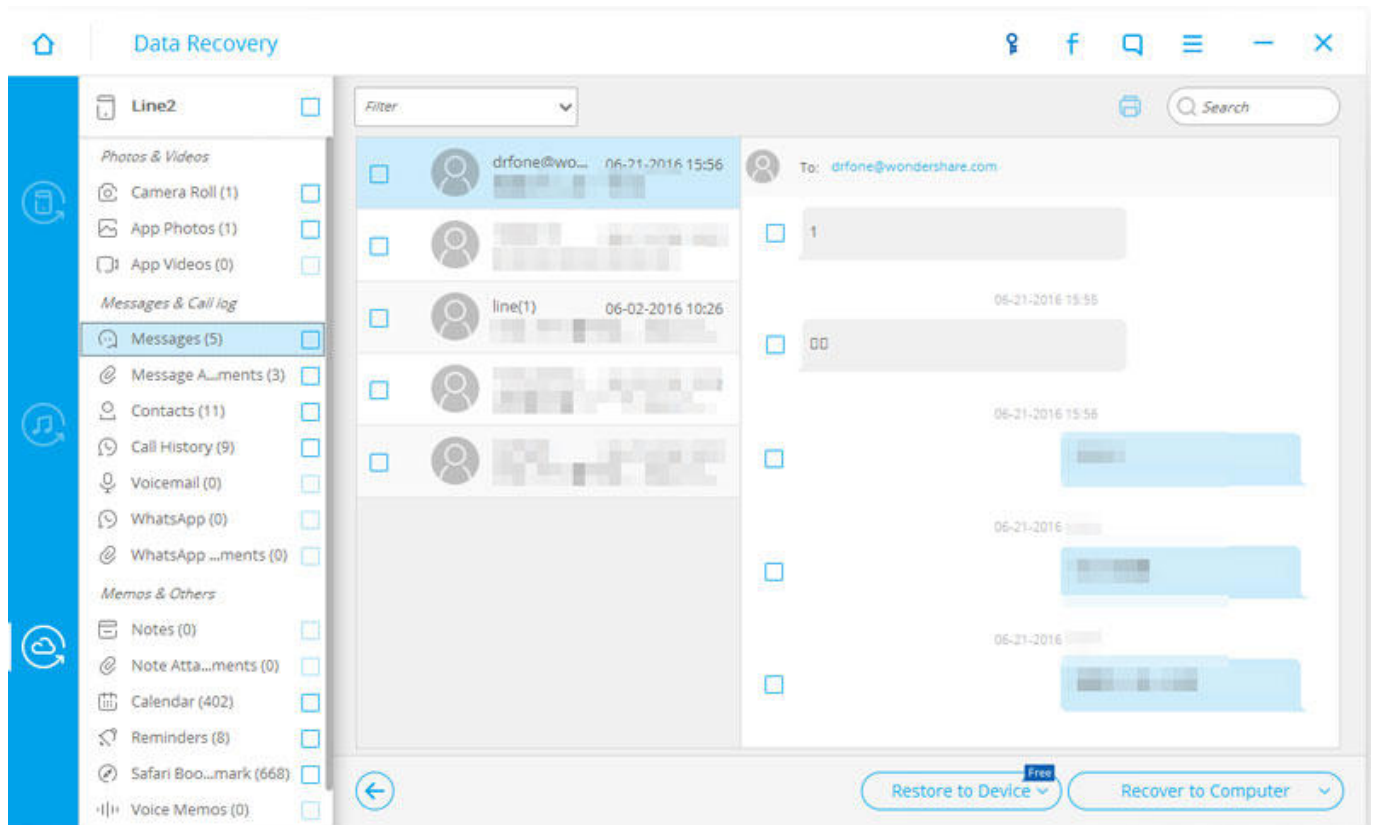 Data Recovery
f
Line2
Photos & Videos
Camera Roll (1)
App Photos (1)
App Videos (0)
Messages & Call log
Messages (5)
Message A...ments (3)
Contacts (11)
Call History (9)
Voicemail (0)
WhatsApp (0)
WhatsApp ...ments (0)
Memos & Others
Notes (0)
Note Atta...ments (0)
Calendar (402)
Reminders (8)
Safari Boo...mark (668)
Voice Memos (0)
Filter
Search
drfone@wo... 06-21-2016 15:56
line(1) 06-02-2016 10:26
To: drfone@wondershare.com
1
06-21-2016 15:56
06-21-2016 15:56
06-21-2016
06-21-2016
Free
Restore to Device
Recover to Computer